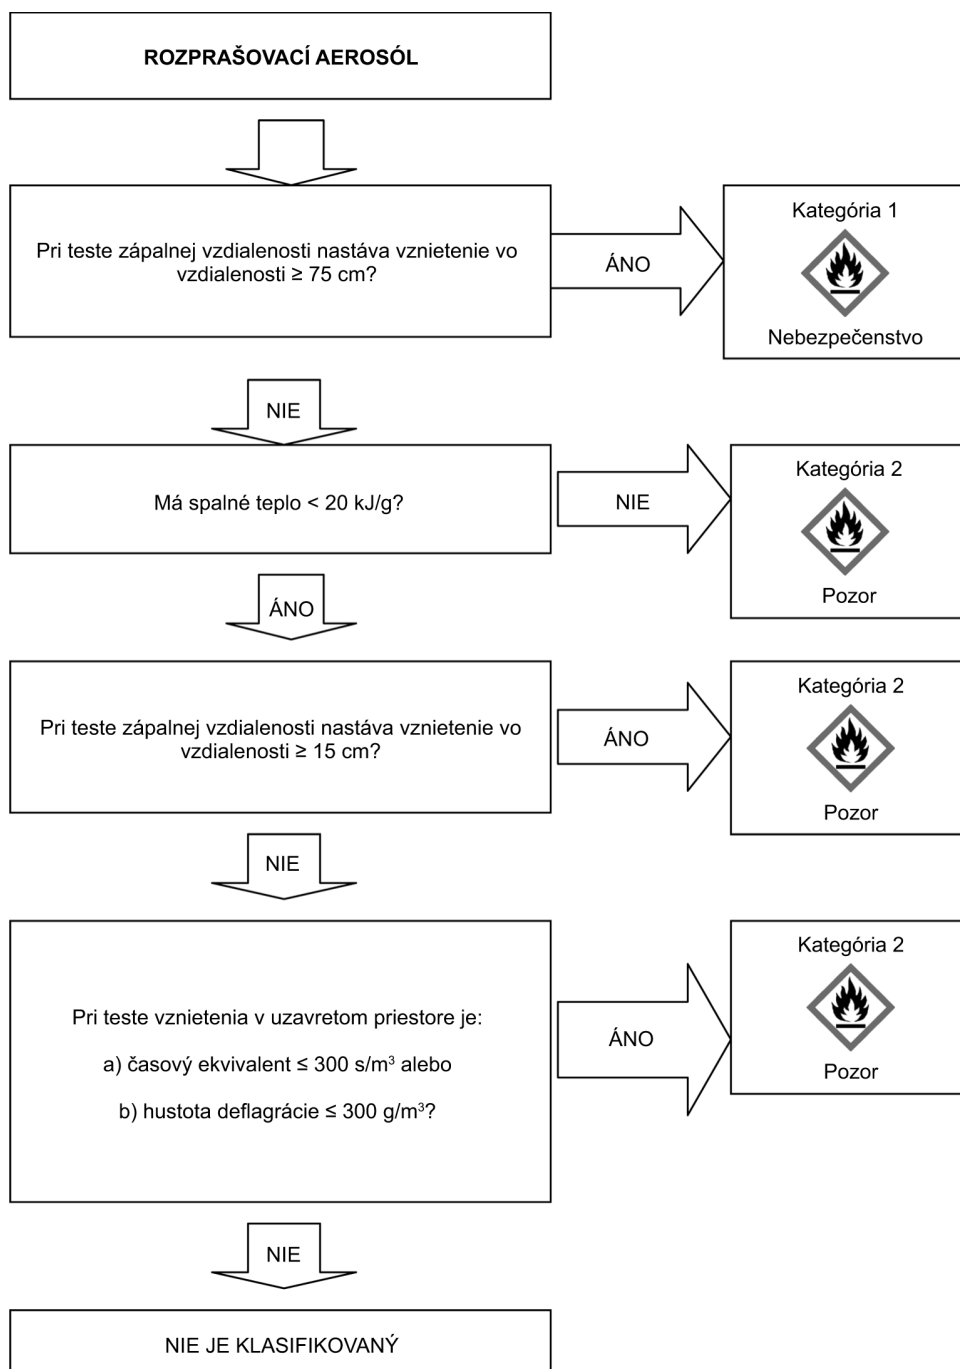 ROZPRAŠOVACÍ AEROSÓL
Pri teste zápalnej vzdialenosti nastáva vznietenie vo
vzdialenosti ≥ 75 cm?
ÁNO
Kategória 1
Nebezpečenstvo
NIE
Má spalné teplo < 20 kJ/g?
NIE
Kategória 2
Pozor
ÁNO
Pri teste zápalnej vzdialenosti nastáva vznietenie vo
vzdialenosti ≥ 15 cm?
ÁNO
Kategória 2
Pozor
NIE
Pri teste vznietenia v uzavretom priestore je:
a) časový ekvivalent ≤ 300 s/m³ alebo
b) hustota deflagrácie ≤ 300 g/m³?
ÁNO
Kategória 2
Pozor
NIE
NIE JE KLASIFIKOVANÝ